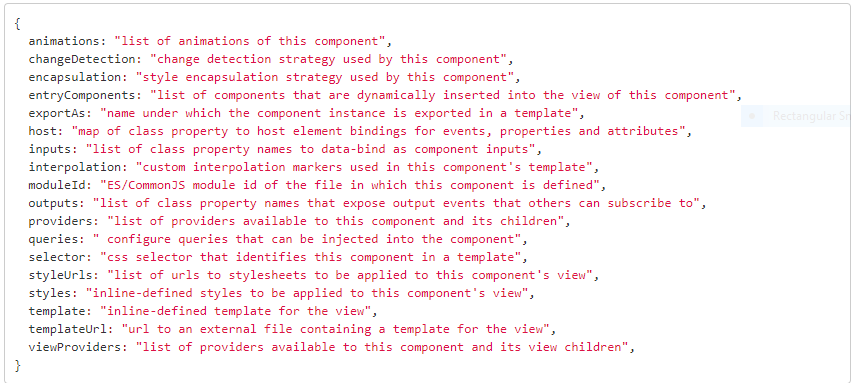 {
animations: "list of animations of this component",
changeDetection: "change detection strategy used by this component",
encapsulation: "style encapsulation strategy used by this component",
entryComponents: "list of components that are dynamically inserted into the view of this component",
exportAs: "name under which the component instance is exported in a template",
host: "map of class property to host element bindings for events, properties and attributes",
Rectangular Sn
inputs: "list of class property names to data-bind as component inputs",
interpolation: "custom interpolation markers used in this component's template",
moduleId: "ES/CommonJS module id of the file in which this component is defined",
outputs: "list of class property names that expose output events that others can subscribe to",
providers: "list of providers available to this component and its children",
queries: " configure queries that can be injected into the component",
selector: "css selector that identifies this component in a template",
styleUrls: "list of urls to stylesheets to be applied to this component's view",
styles: "inline-defined styles to be applied to this component's view",
template: "inline-defined template for the view",
templateUrl: "url to an external file containing a template for the view",
viewProviders: "list of providers available to this component and its view children",
}